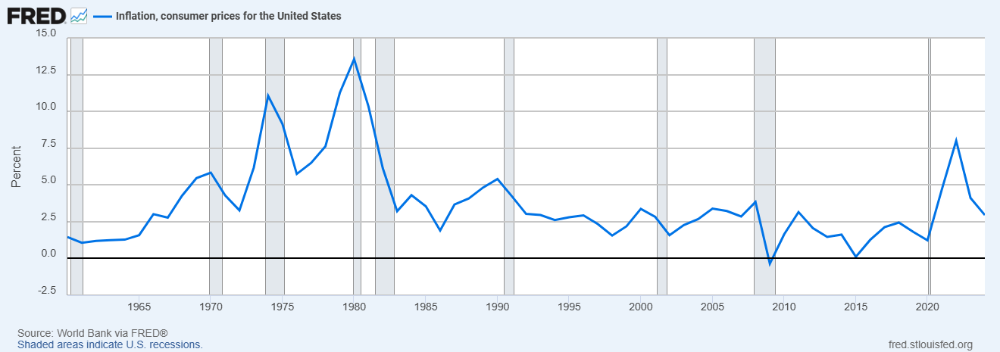 FRED Inflation, consumer prices for the United States
15.0
12.5
10.0
7.5
5.0
2.5
0.0
-2.5
Percent
1965 1970 1975 1980 1985 1990 1995 2000 2005 2010 2015 2020
Source: World Bank via FRED®
Shaded areas indicate U.S. recessions.
fred.stlouisfed.org